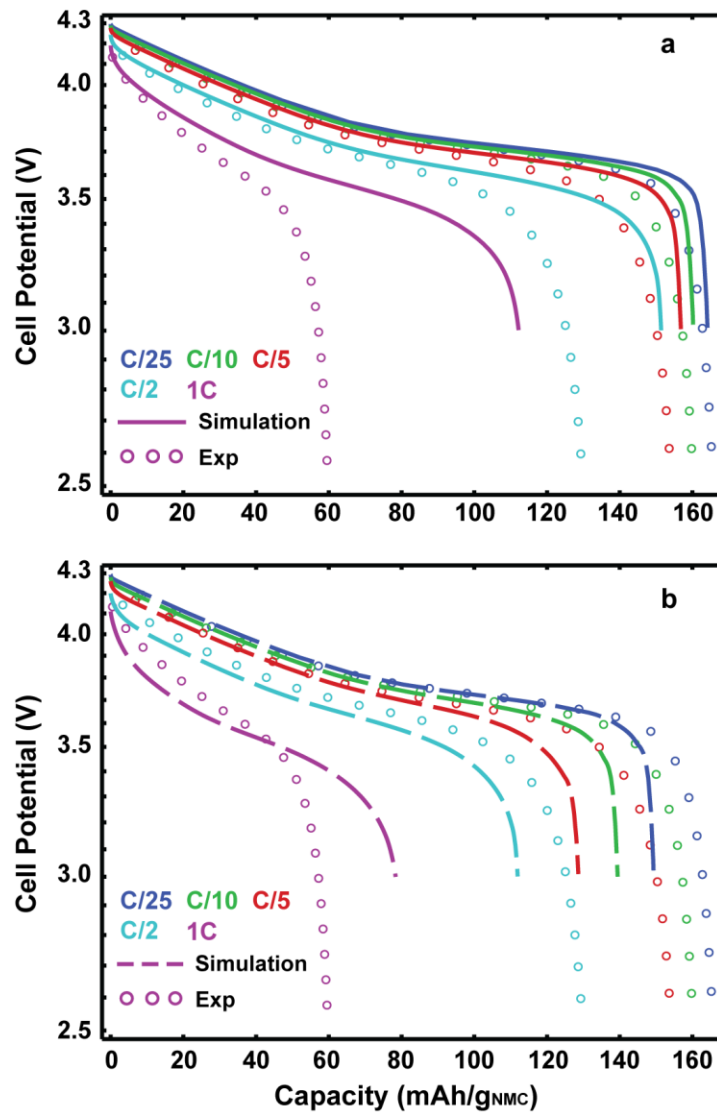 4.3
a
4.0
3.5
3.0
2.5
Cell Potential (V)
C/25 C/10 C/5
C/2 1C
Simulation
Exp
0 20 40 60 80 100 120 140 160
4.3
b
4.0
3.5
3.0
2.5
Cell Potential (V)
C/25 C/10 C/5
C/2 1C
Simulation
Exp
0 20 40 60 80 100 120 140 160
Capacity (mAh/gNMC)